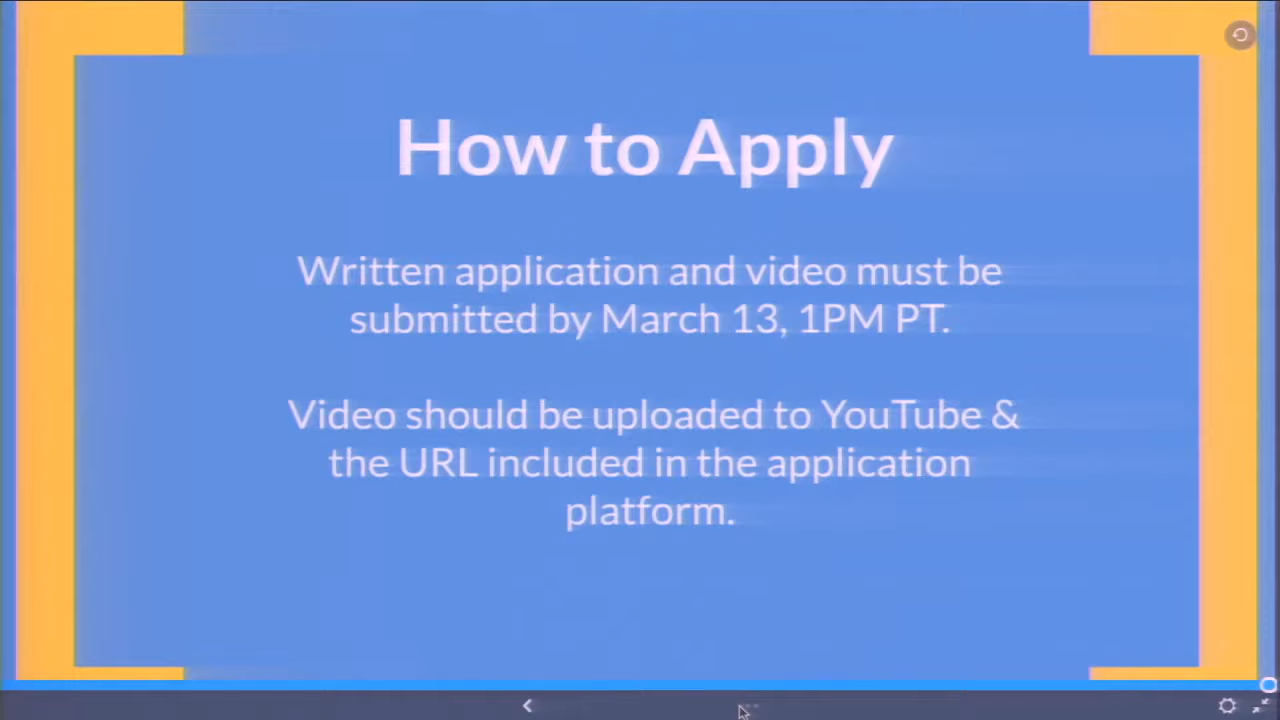 How to Apply
Written application and video must be
submitted by March 13, 1PM PT.
Video should be uploaded to YouTube &
the URL included in the application
platform.